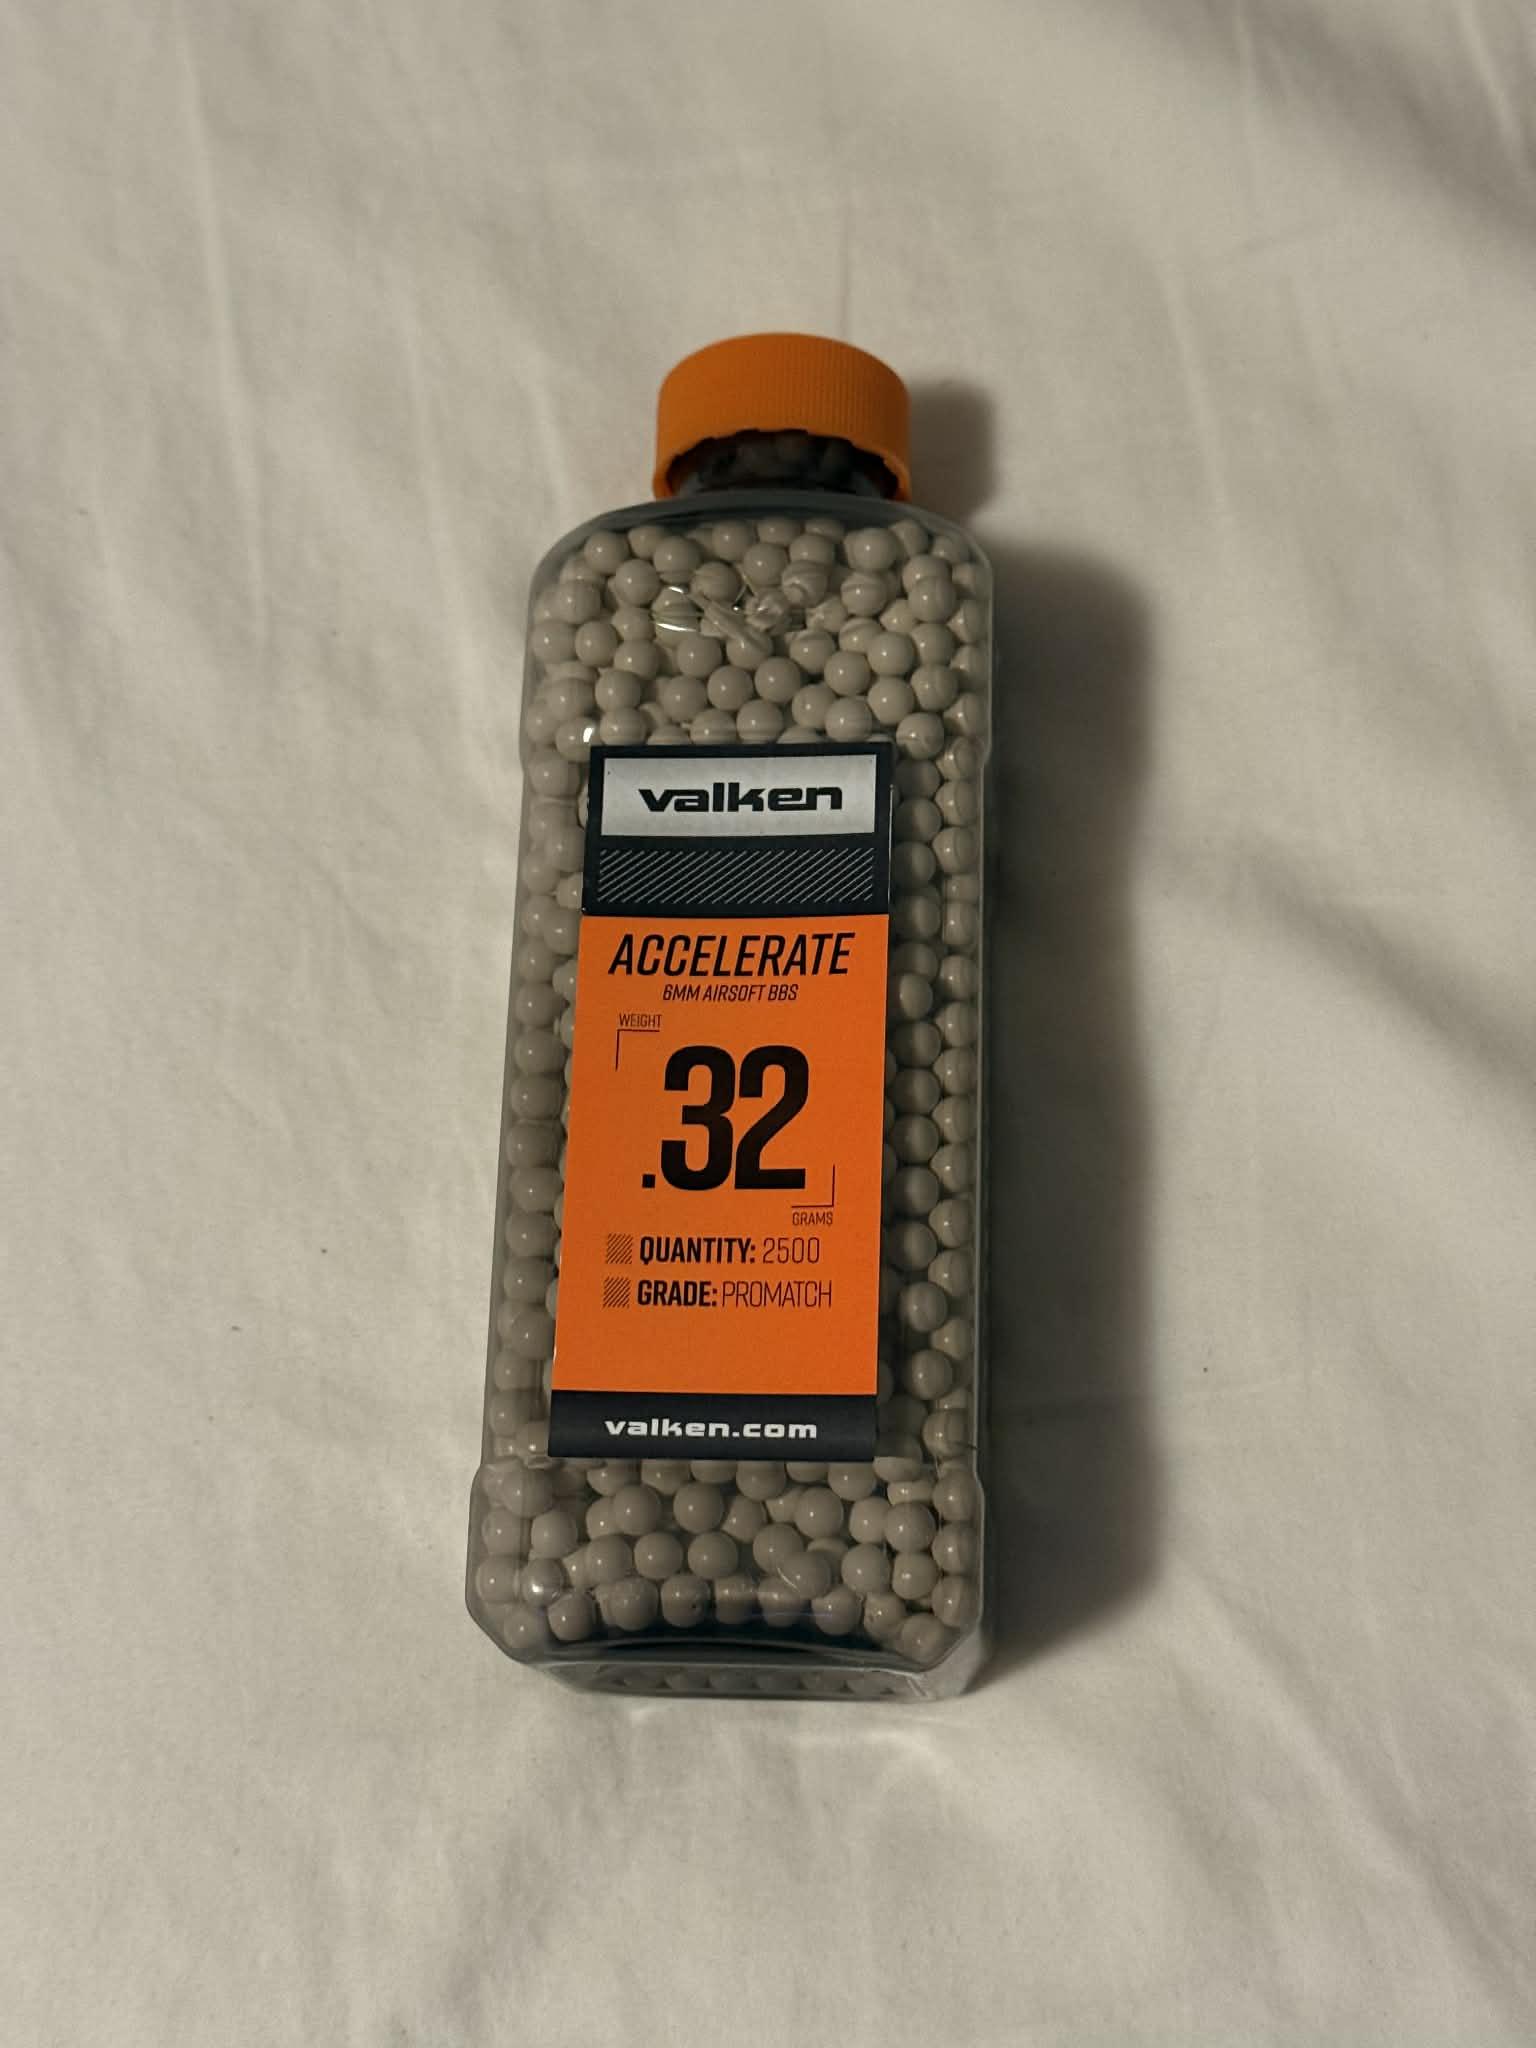 valken
ACCELERATE
6MM AIRSOFT BBS
WEIGHT
.32
GRAMS
QUANTITY: 2500
GRADE: PROMATCH
valken.com